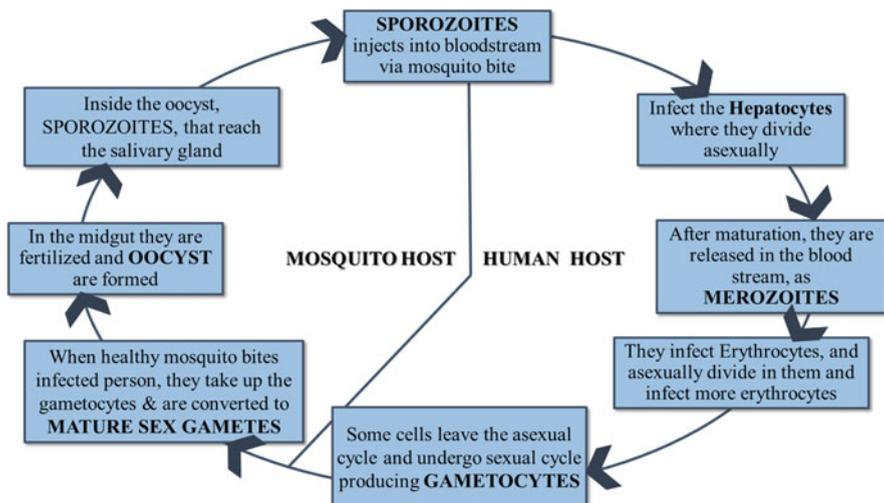 SPOROZOITES
injects into bloodstream
via mosquito bite
Infect the Hepatocytes
where they divide
asexually
After maturation, they are
released in the blood
stream, as
MEROZOITES
They infect Erythrocytes, and
asexually divide in them and
infect more erythrocytes
Some cells leave the asexual
cycle and undergo sexual cycle
producing GAMETOCYTES
When healthy mosquito bites
infected person, they take up the
gametocytes & are converted to
MATURE SEX GAMETES
In the midgut they are
fertilized and OOCYST
are formed
Inside the oocyst,
SPOROZOITES, that reach
the salivary gland
MOSQUITO HOST
HUMAN HOST